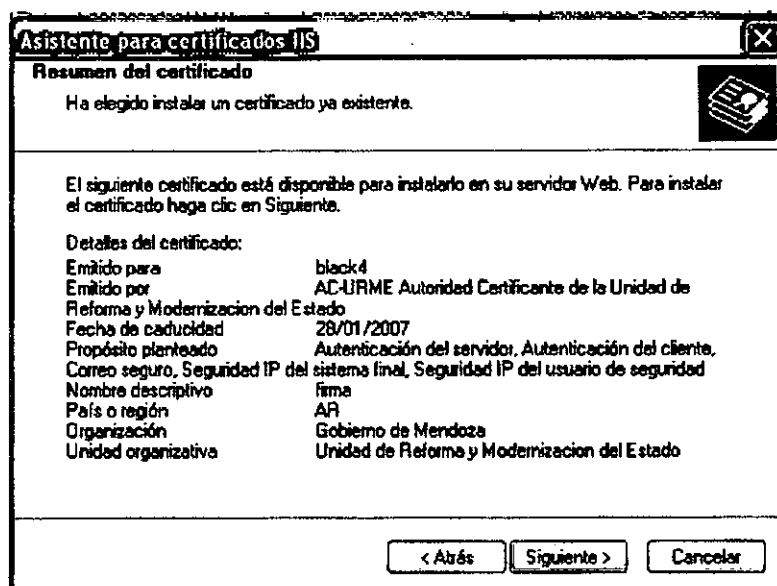 Asistente para certificados IIS
Resumen del certificado
Ha elegido instalar un certificado ya existente.
El siguiente certificado está disponible para instalarlo en su servidor Web. Para instalar
el certificado haga clic en Siguiente.
Detalles del certificado:
Emitido para black4
Emitido por AC-URME Autoridad Certificante de la Unidad de
Reforma y Modernizacion del Estado
Fecha de caducidad 28/01/2007
Propósito planteado Autenticación del servidor, Autenticación del cliente,
Correo seguro, Seguridad IP del sistema final, Seguridad IP del usuario de seguridad
Nombre descriptivo firma
País o región AR
Organización Gobierno de Mendoza
Unidad organizativa Unidad de Reforma y Modernizacion del Estado
< Atrás Siguiente > Cancelar